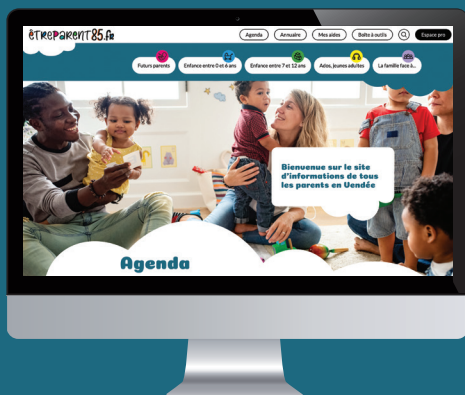 êtreparent85.fr
Agenda
Annuaire
Mes aides
Boîte à outils
Espace pro
Futurs parents
Enfance entre 0 et 6 ans
Enfance entre 7 et 12 ans
Ados, jeunes adultes
La famille face à...
Bienvenue sur le site
d'informations de tous
les parents en Vendée
Agenda